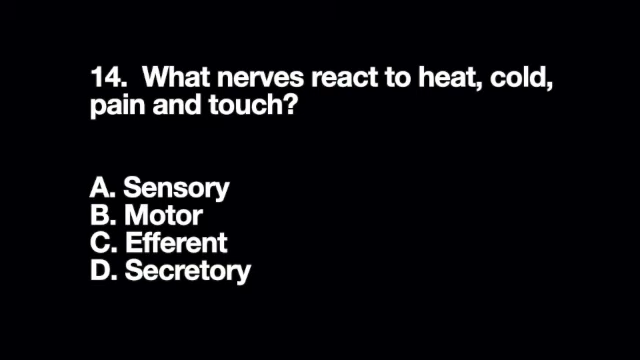 14.  What nerves react to heat, cold,
pain and touch?
A. Sensory
B. Motor
C. Efferent
D. Secretory